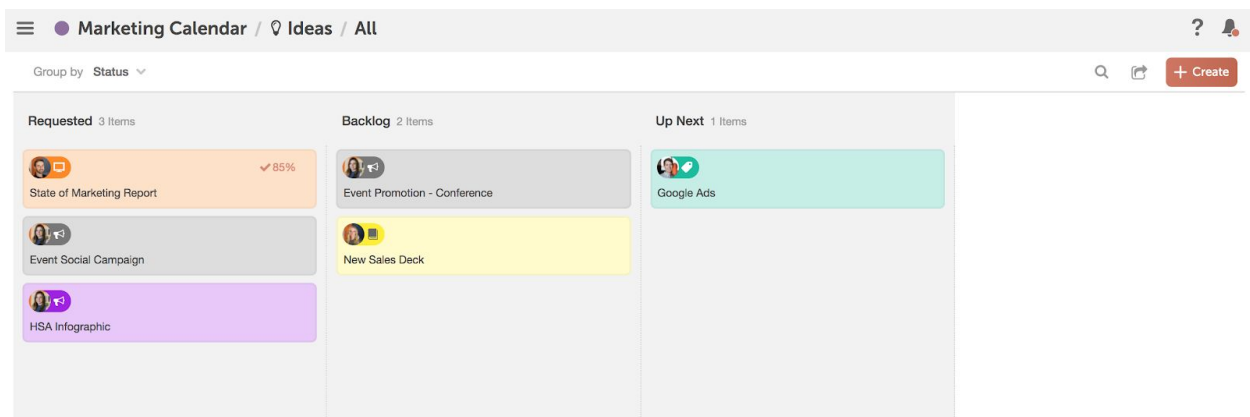 Marketing Calendar / Ideas / All
?
Group by Status
+ Create
Requested 3 Items
85%
State of Marketing Report
Event Social Campaign
HSA Infographic
Backlog 2 Items
Event Promotion - Conference
New Sales Deck
Up Next 1 Items
Google Ads